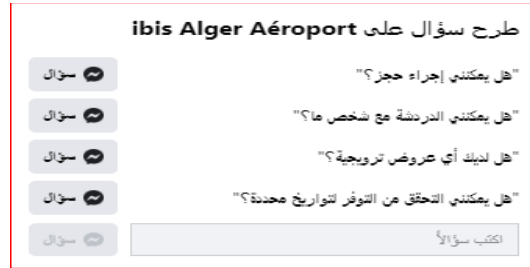 طرح سؤال على ibis Alger Aéroport
"هل يمكنني إجراء حجز؟" سؤال
"هل يمكنني الدردشة مع شخص ما؟" سؤال
"هل لديك أي عروض ترويجية؟" سؤال
"هل يمكنني التحقق من التوفر لتواريخ محددة؟" سؤال
اكتب سؤالاً سؤال